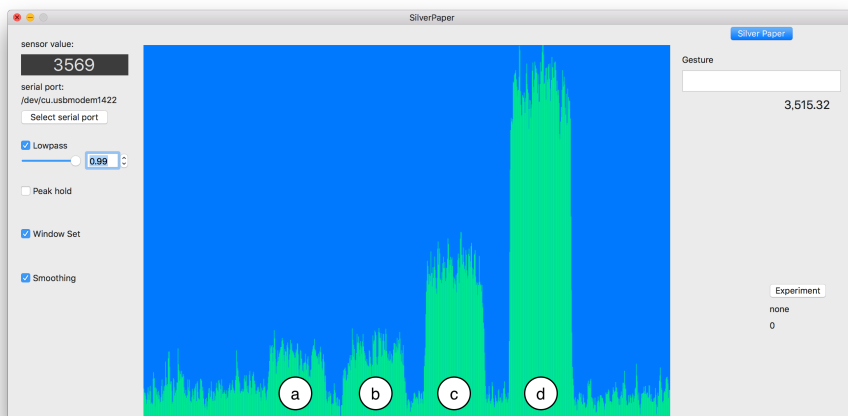 SilverPaper
sensor value:
3569
serial port:
/dev/cu.usbmodem1422
Select serial port
Lowpass
0.99
Peak hold
Window Set
Smoothing
a
b
c
d
Silver Paper
Gesture
3,515.32
Experiment
none
0